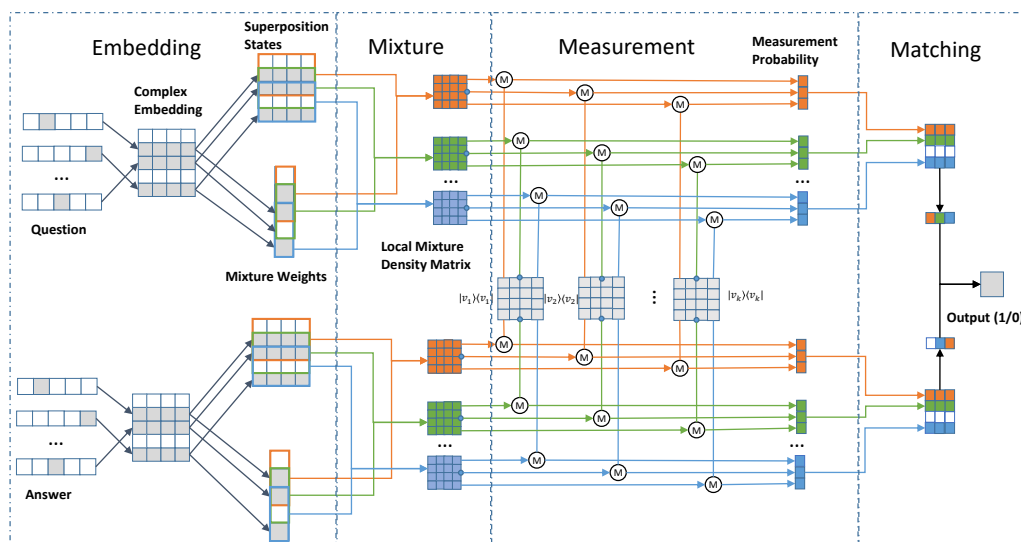 Embedding
Superposition
States
Mixture
Measurement
Measurement
Probability
Matching
Complex
Embedding
...
Question
Mixture Weights
...
Local Mixture
Density Matrix
M
M
M
M
M
M
M
M
M
...
|v₁⟩⟨v₁|
|v₂⟩⟨v₂|
...
|vₖ⟩⟨vₖ|
Output (1/0)
M
M
M
M
M
M
M
M
M
...
...
...
Answer